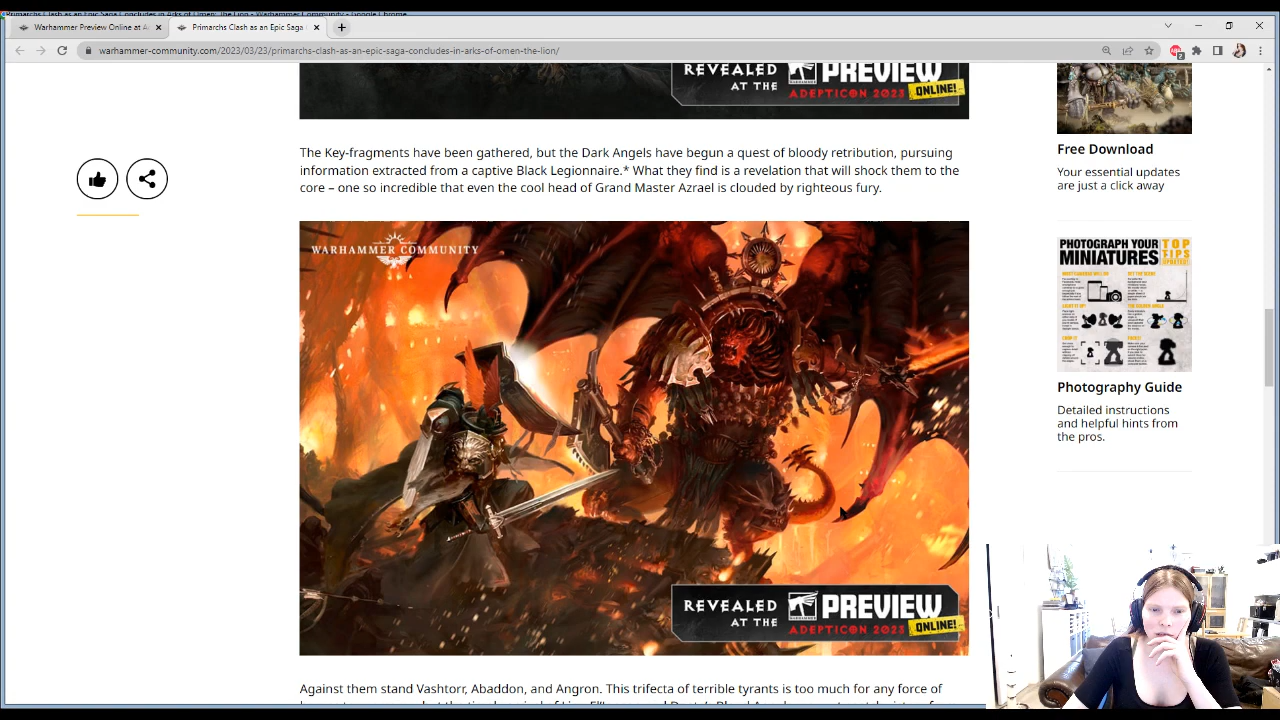 Primarchs Clash as an Epic Saga Concludes in Arks of Omen: The Lion - Warhammer Community - Google Chrome
Warhammer Preview Online at A
Primarchs Clash as an Epic Saga
warhammer-community.com/2023/03/23/primarchs-clash-as-an-epic-saga-concludes-in-arks-of-omen-the-lion/
2
REVEALED AT THE
PREVIEW
ADEPTICON 2023
ONLINE!
The Key-fragments have been gathered, but the Dark Angels have begun a quest of bloody retribution, pursuing
information extracted from a captive Black Legionnaire.* What they find is a revelation that will shock them to the
core – one so incredible that even the cool head of Grand Master Azrael is clouded by righteous fury.
WARHAMMER COMMUNITY
REVEALED AT THE
PREVIEW
ADEPTICON 2023
ONLINE!
Against them stand Vashtorr, Abaddon, and Angron. This trifecta of terrible tyrants is too much for any force of
Free Download
Your essential updates
are just a click away
PHOTOGRAPH YOUR
MINIATURES
TOP
TIPS
Photography Guide
Detailed instructions
and helpful hints from
the pros.